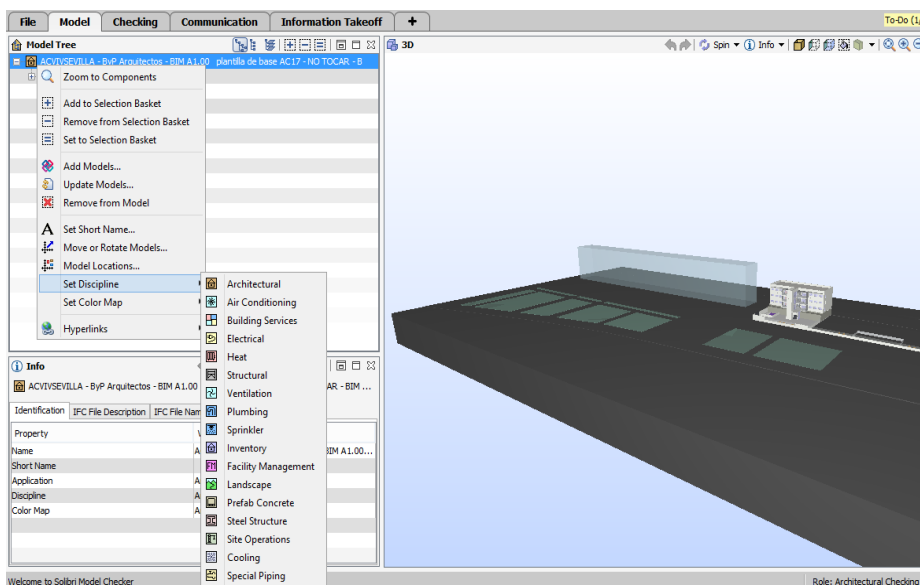 File Model Checking Communication Information Takeoff +
To-Do (1
Model Tree
3D
Spin Info
ACVIVSEVILLA - ByP Arquitectos - BIM A1.00 plantilla de base AC17 - NO TOCAR - B
Zoom to Components
Add to Selection Basket
Remove from Selection Basket
Set to Selection Basket
Add Models...
Update Models...
Remove from Model
Set Short Name...
Move or Rotate Models...
Model Locations...
Set Discipline
Set Color Map
Hyperlinks
Architectural
Air Conditioning
Building Services
Electrical
Heat
Structural
Ventilation
Plumbing
Sprinkler
Inventory
Facility Management
Landscape
Prefab Concrete
Steel Structure
Site Operations
Cooling
Special Piping
Info
ACVIVSEVILLA - ByP Arquitectos - BIM A1.00 AR - BIM ...
Identification IFC File Description IFC File Nam
Property
Name A BIM A1.00...
Short Name
Application A
Discipline A
Color Map A
Welcome to Solibri Model Checker
Role: Architectural Checking